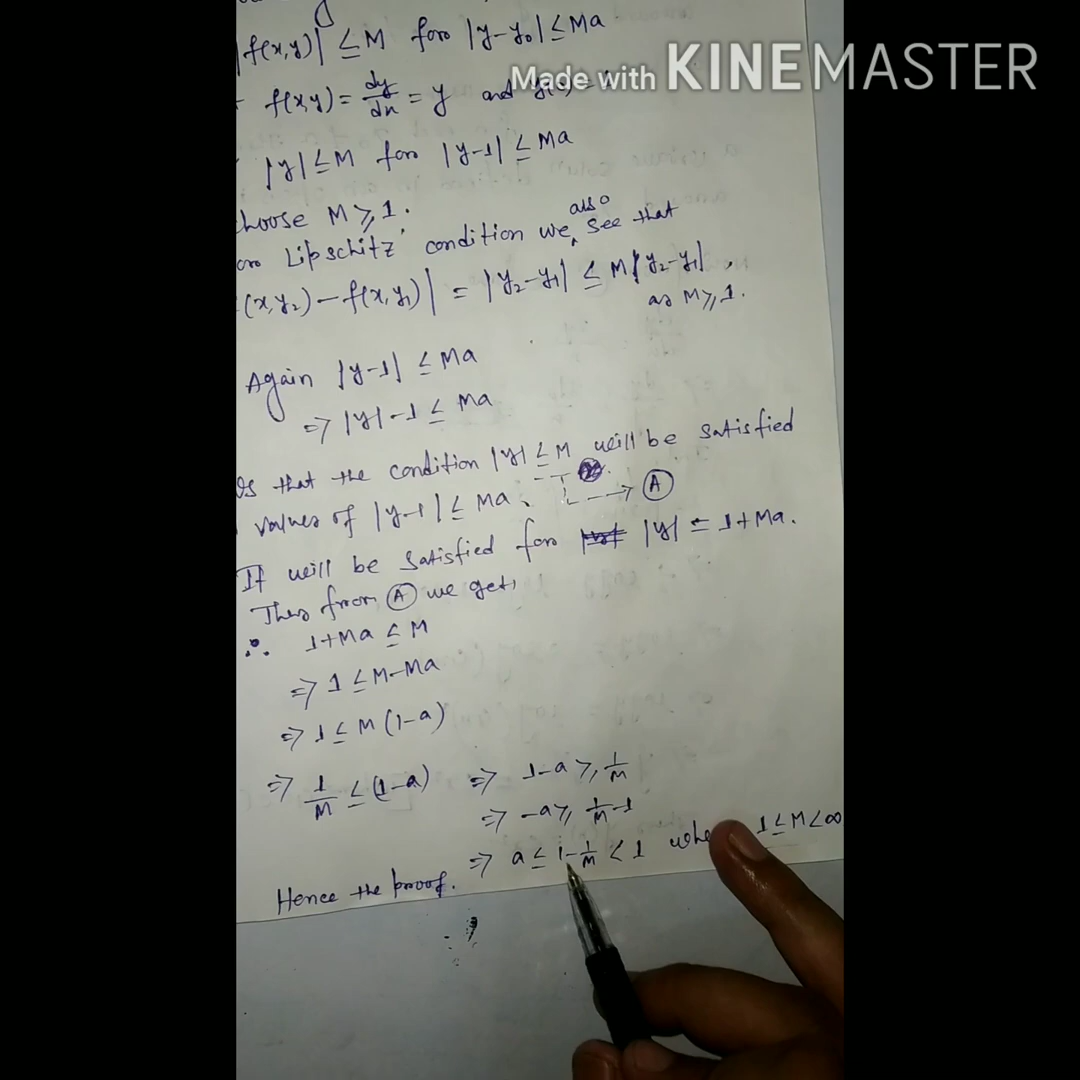 Made with KINEMASTER
|f(x,y)| ≤ M for |y-y₀| ≤ Ma
f(x,y) = dy/dx = y and
|y| ≤ M for |y-1| ≤ Ma
choose M ≥ 1.
Lipschitz condition we also see that
(x,y₂) - f(x,y₁)| = |y₂-y₁| ≤ M|y₂-y₁|,
as M ≥ 1.
Again |y-1| ≤ Ma
⇒ |y| - 1 ≤ Ma
that the condition |y| ≤ M will be satisfied
values of |y-1| ≤ Ma. → A
It will be satisfied for |y| = 1+Ma.
Then from A we get,
∴ 1+Ma ≤ M
⇒ 1 ≤ M-Ma
⇒ 1 ≤ M(1-a)
⇒ 1/M ≤ (1-a) ⇒ 1-a ≥ 1/M
⇒ -a ≥ 1/M - 1
⇒ a ≤ 1 - 1/M < 1 1 ≤ M < ∞
Hence the proof.